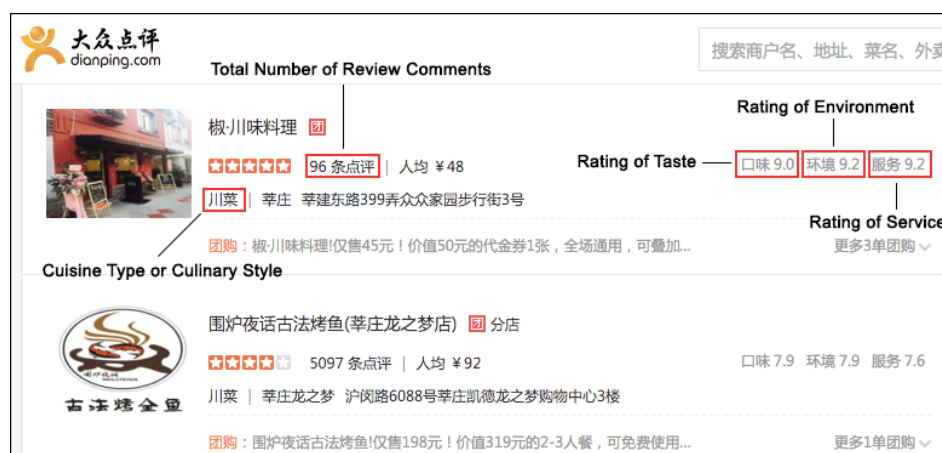 大众点评
dianping.com
搜索商户名、地址、菜名、外卖
Total Number of Review Comments
Rating of Environment
椒·川味料理 团
96 条点评 | 人均 ¥48
Rating of Taste
口味 9.0 环境 9.2 服务 9.2
川菜 | 莘庄 莘建东路399弄众众家园步行街3号
Rating of Service
团购：椒·川味料理!仅售45元！价值50元的代金券1张，全场通用，可叠加...
更多3单团购
Cuisine Type or Culinary Style
围炉夜话古法烤鱼(莘庄龙之梦店) 团 分店
5097 条点评 | 人均 ¥92
口味 7.9 环境 7.9 服务 7.6
川菜 | 莘庄龙之梦 沪闵路6088号莘庄凯德龙之梦购物中心3楼
古法烤全鱼
团购：围炉夜话古法烤鱼!仅售198元！价值319元的2-3人餐，可免费使用...
更多1单团购